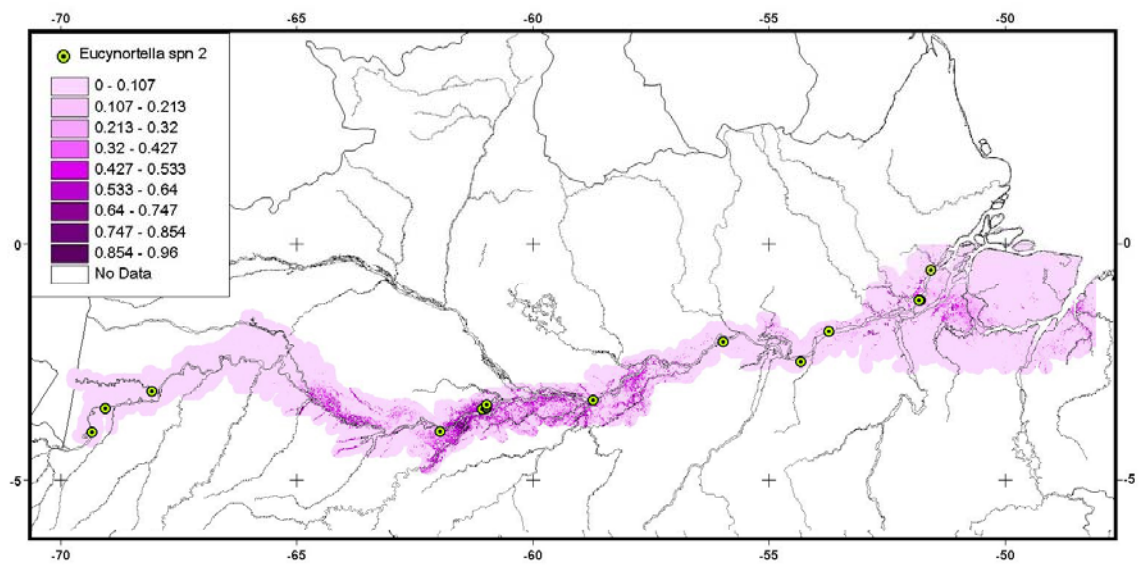 -70 -65 -60 -55 -50
Eucynortella spn 2
0 - 0.107
0.107 - 0.213
0.213 - 0.32
0.32 - 0.427
0.427 - 0.533
0.533 - 0.64
0.64 - 0.747
0.747 - 0.854
0.854 - 0.96
No Data
0 0
-5 -5
-70 -65 -60 -55 -50